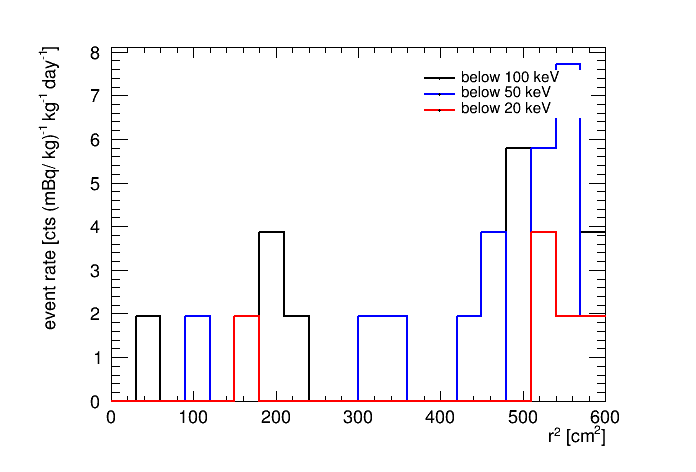 8
7
6
5
4
3
2
1
0
event rate [cts (mBq/ kg)⁻¹ kg⁻¹ day⁻¹]
below 100 keV
below 50 keV
below 20 keV
0 100 200 300 400 500 600
r² [cm²]